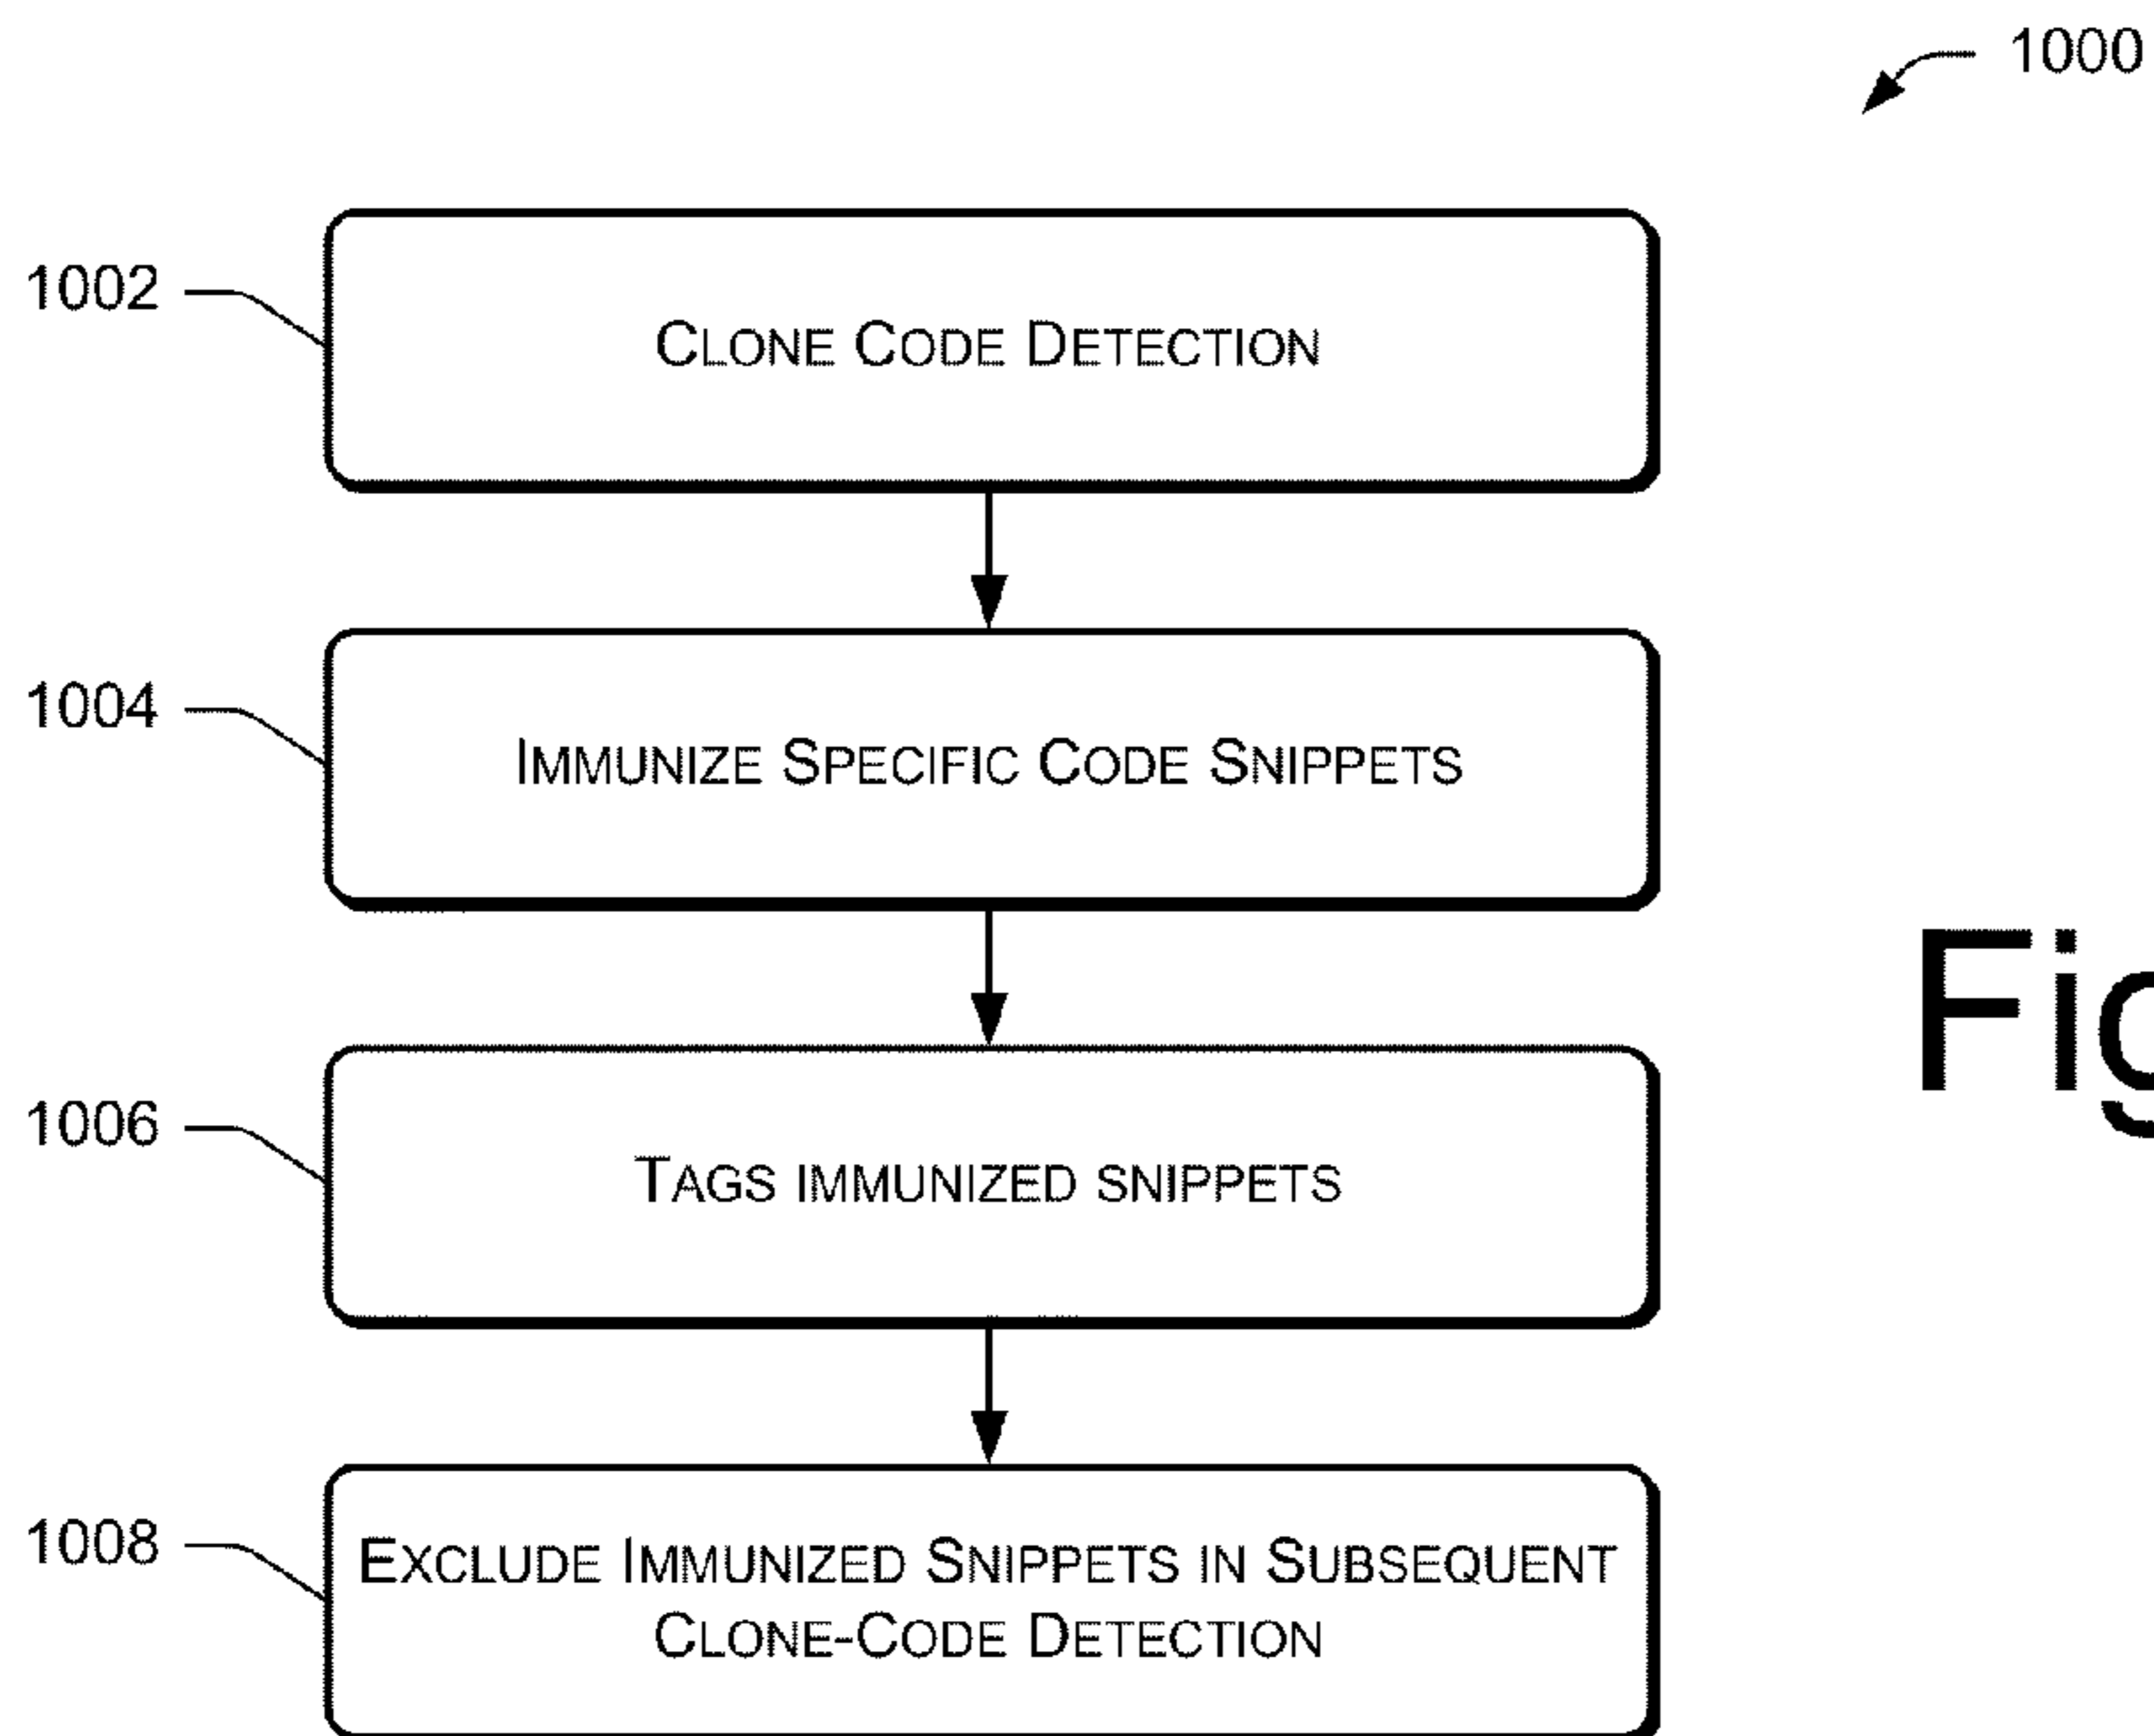 1000
1002
CLONE CODE DETECTION
1004
IMMUNIZE SPECIFIC CODE SNIPPETS
1006
TAGS IMMUNIZED SNIPPETS
1008
EXCLUDE IMMUNIZED SNIPPETS IN SUBSEQUENT
CLONE-CODE DETECTION